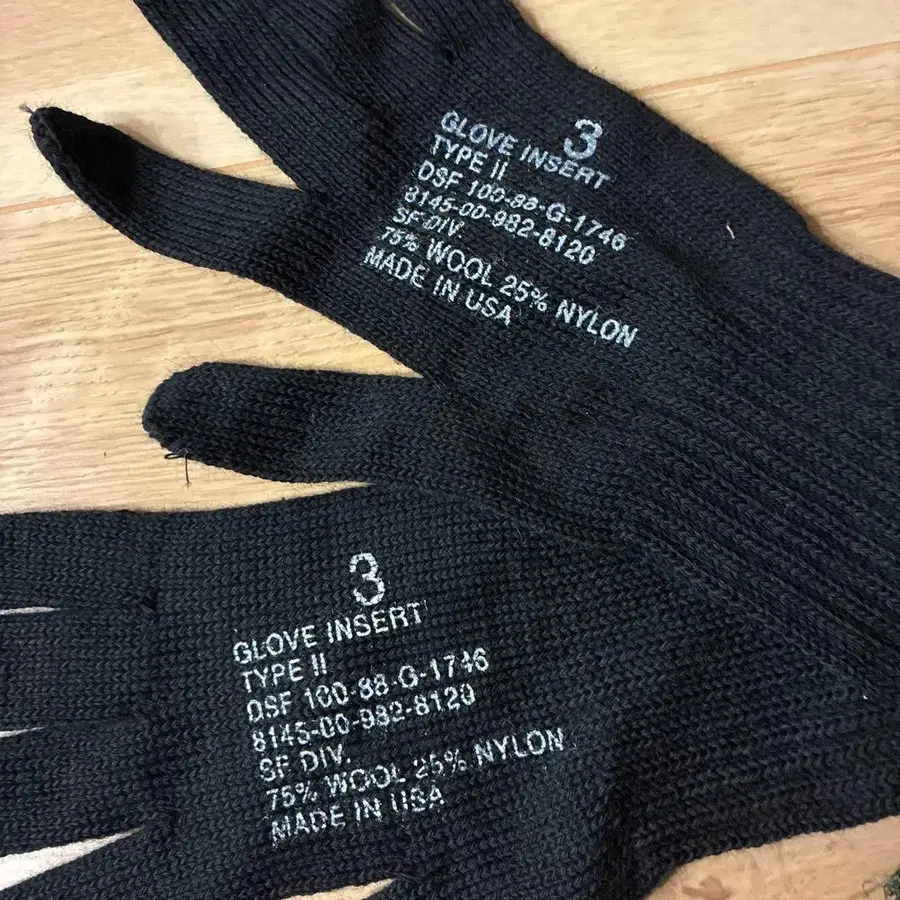 3
GLOVE INSERT
TYPE II
DSF 100-88-G-1746
8145-00-982-8120
SF DIV.
75% WOOL 25% NYLON
MADE IN USA
3
GLOVE INSERT
TYPE II
DSF 100-88-G-1746
8145-00-982-8120
SF DIV.
75% WOOL 25% NYLON
MADE IN USA